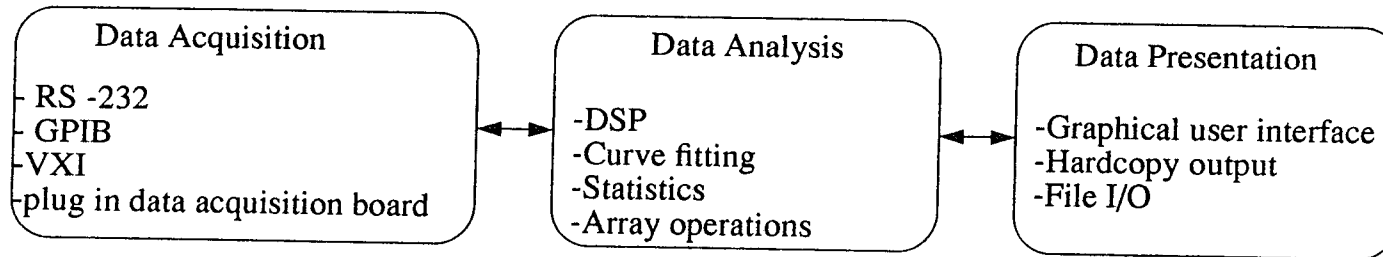 Data Acquisition
- RS -232
- GPIB
-VXI
-plug in data acquisition board
Data Analysis
-DSP
-Curve fitting
-Statistics
-Array operations
Data Presentation
-Graphical user interface
-Hardcopy output
-File I/O